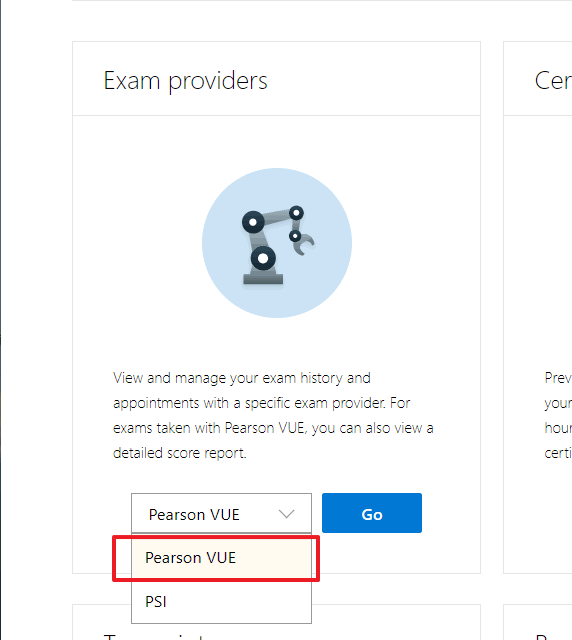 Exam providers
Cer
View and manage your exam history and
appointments with a specific exam provider. For
exams taken with Pearson VUE, you can also view a
detailed score report.
Prev
your
hour
certi
Pearson VUE
Go
Pearson VUE
PSI